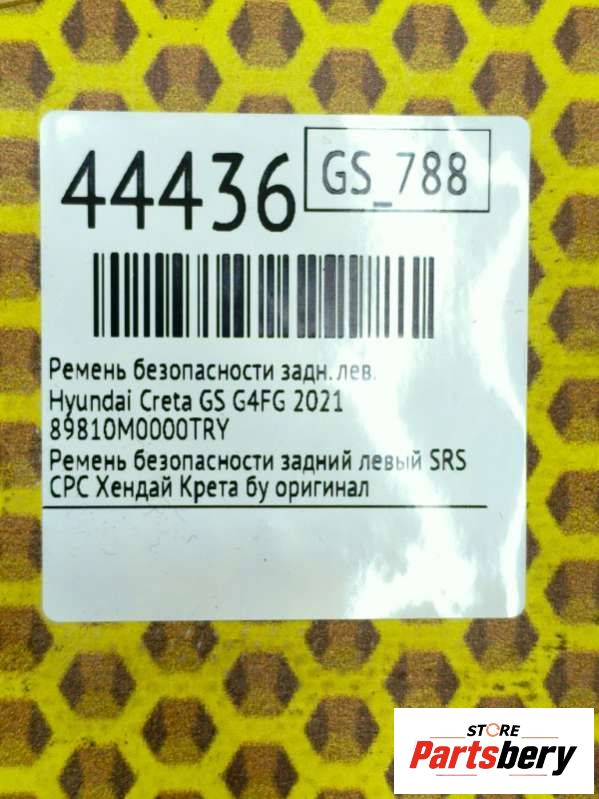 44436
GS_788
Ремень безопасности задн.лев.
Hyundai Creta GS G4FG 2021
89810M0000TRY
Ремень безопасности задний левый SRS
СРС Хендай Крета бу оригинал
STORE
Partsbery